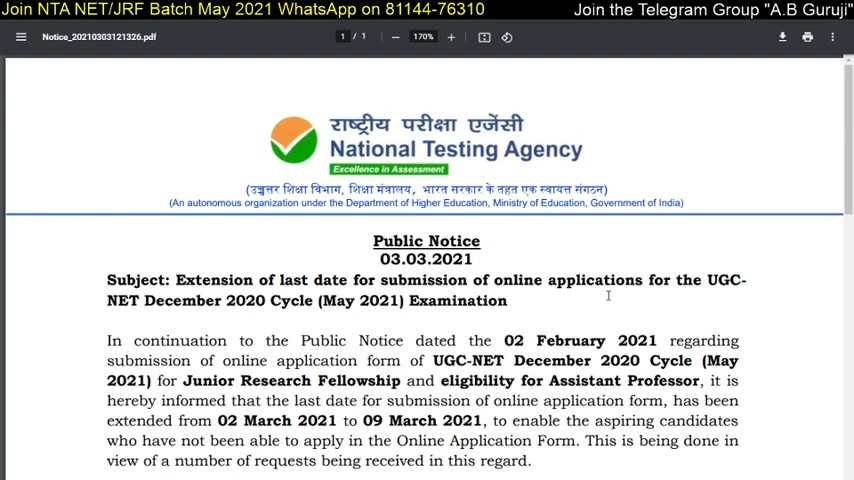 Join NTA NET/JRF Batch May 2021 WhatsApp on 81144-76310
Join the Telegram Group "A.B Guruji"
Notice_20210303121326.pdf
1 / 1
170%
राष्ट्रीय परीक्षा एजेंसी
National Testing Agency
Excellence in Assessment
(उच्चतर शिक्षा विभाग, शिक्षा मंत्रालय, भारत सरकार के तहत एक स्वायत्त संगठन)
(An autonomous organization under the Department of Higher Education, Ministry of Education, Government of India)
Public Notice
03.03.2021
Subject: Extension of last date for submission of online applications for the UGC-
NET December 2020 Cycle (May 2021) Examination
In continuation to the Public Notice dated the 02 February 2021 regarding
submission of online application form of UGC-NET December 2020 Cycle (May
2021) for Junior Research Fellowship and eligibility for Assistant Professor, it is
hereby informed that the last date for submission of online application form, has been
extended from 02 March 2021 to 09 March 2021, to enable the aspiring candidates
who have not been able to apply in the Online Application Form. This is being done in
view of a number of requests being received in this regard.